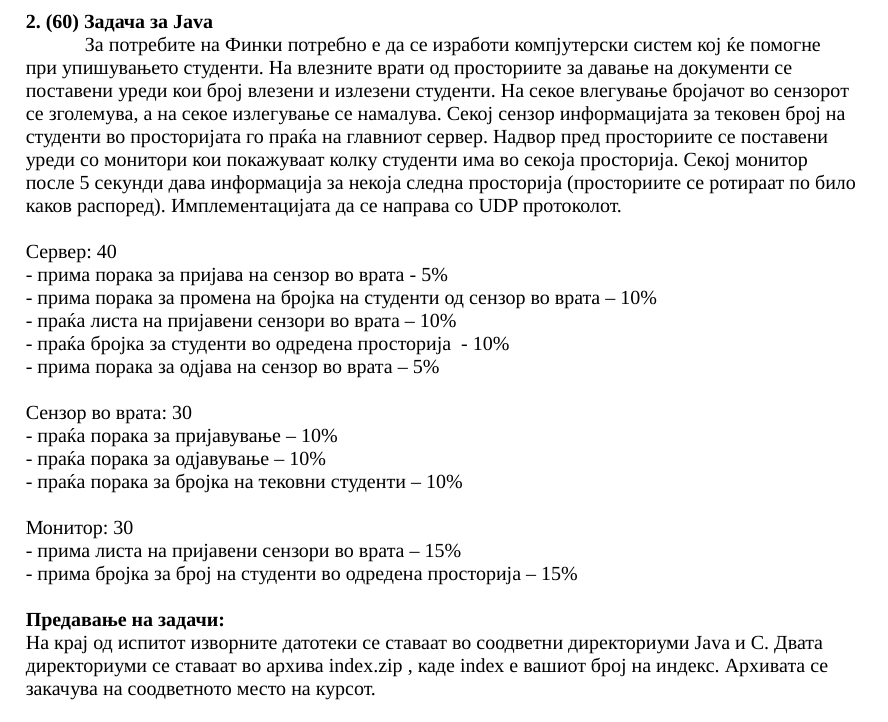 2. (60) Задача за Java
За потребите на Финки потребно е да се изработи компјутерски систем кој ќе помогне
при упишувањето студенти. На влезните врати од просториите за давање на документи се
поставени уреди кои број влезени и излезени студенти. На секое влегување бројачот во сензорот
се зголемува, а на секое излегување се намалува. Секој сензор информацијата за тековен број на
студенти во просторијата го праќа на главниот сервер. Надвор пред просториите се поставени
уреди со монитори кои покажуваат колку студенти има во секоја просторија. Секој монитор
после 5 секунди дава информација за некоја следна просторија (просториите се ротираат по било
каков распоред). Имплементацијата да се направа со UDP протоколот.
Сервер: 40
- прима порака за пријава на сензор во врата - 5%
- прима порака за промена на бројка на студенти од сензор во врата – 10%
- праќа листа на пријавени сензори во врата – 10%
- праќа бројка за студенти во одредена просторија  - 10%
- прима порака за одјава на сензор во врата – 5%
Сензор во врата: 30
- праќа порака за пријавување – 10%
- праќа порака за одјавување – 10%
- праќа порака за бројка на тековни студенти – 10%
Монитор: 30
- прима листа на пријавени сензори во врата – 15%
- прима бројка за број на студенти во одредена просторија – 15%
Предавање на задачи:
На крај од испитот изворните датотеки се ставаат во соодветни директориуми Java и C. Двата
директориуми се ставаат во архива index.zip , каде index е вашиот број на индекс. Архивата се
закачува на соодветното место на курсот.